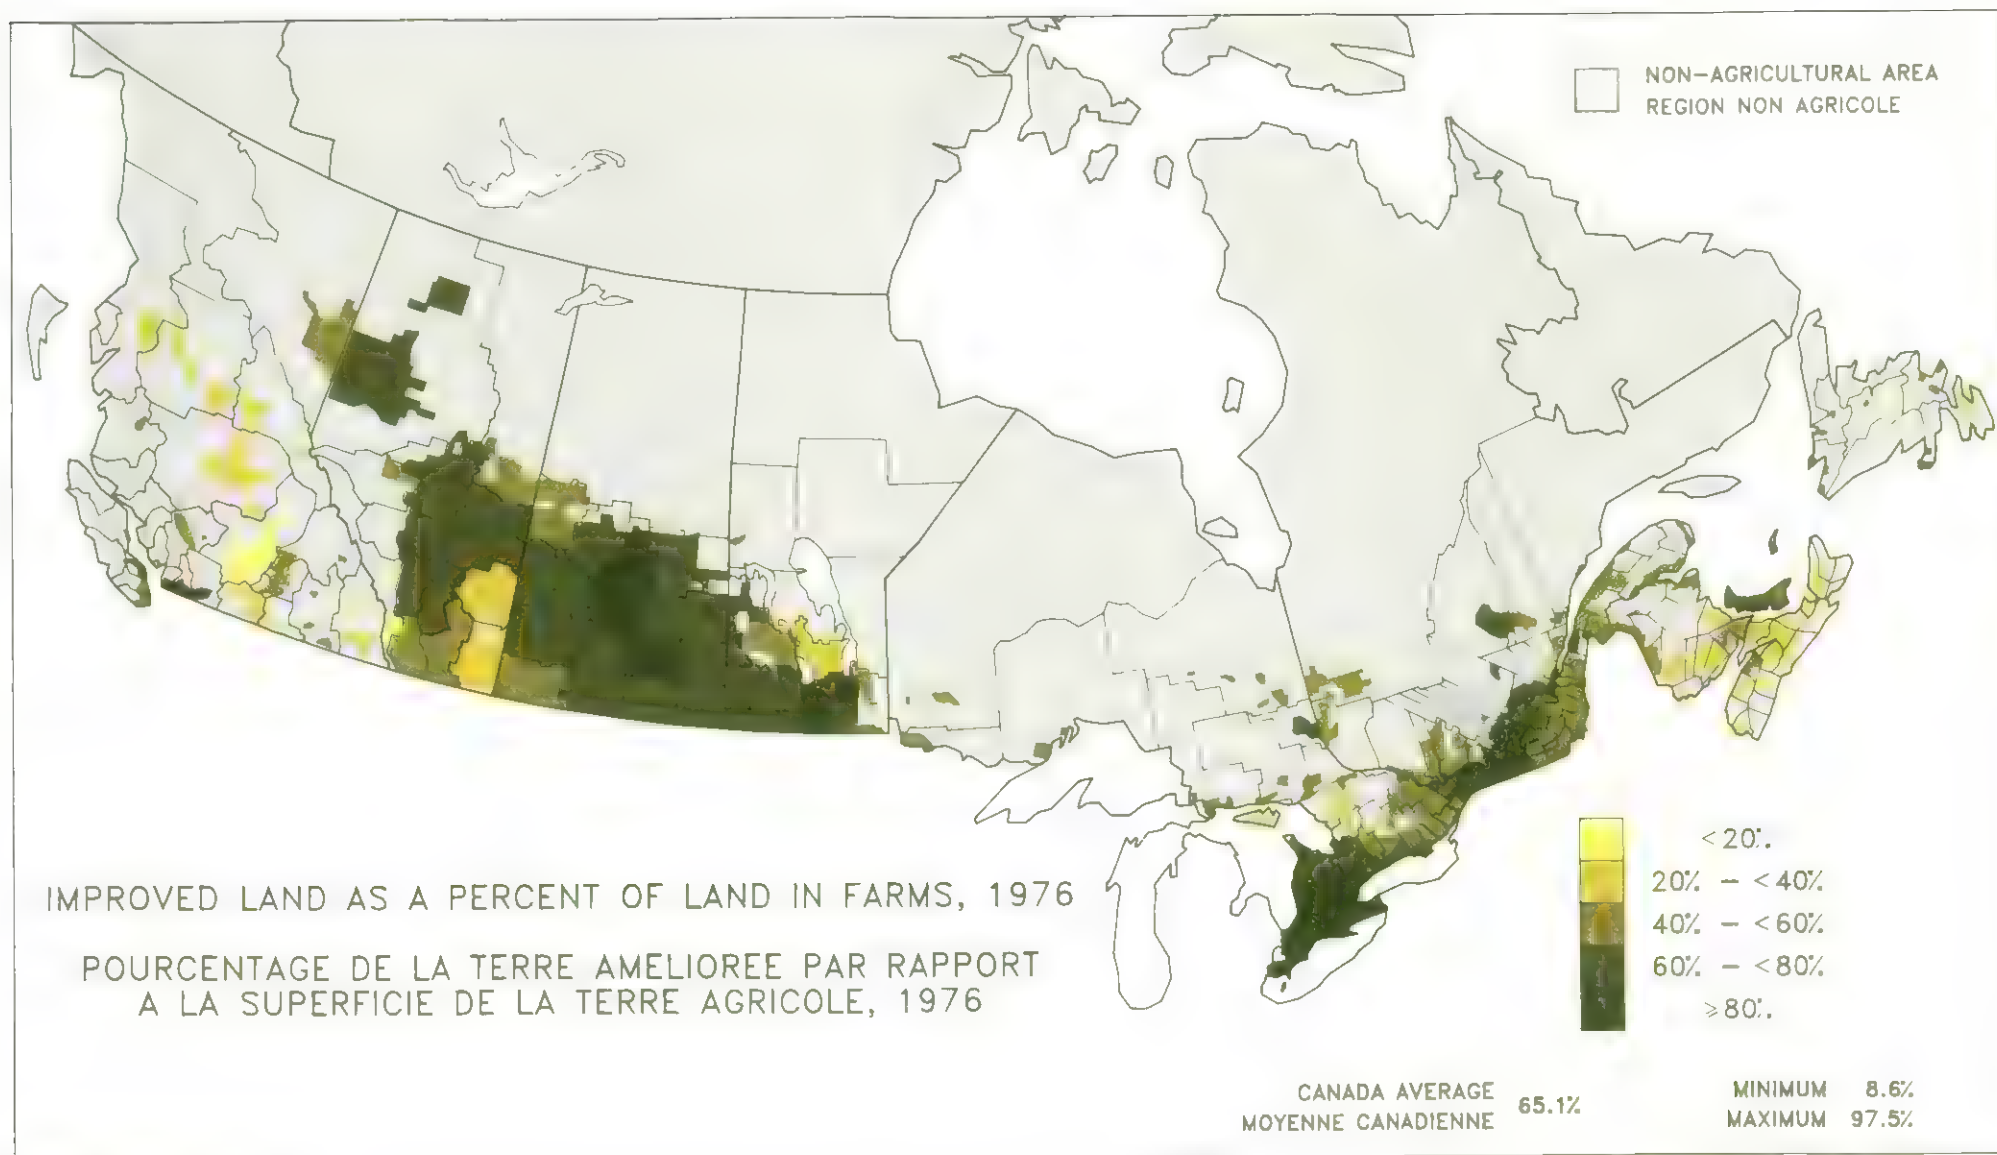 NON-AGRICULTURAL AREA
REGION NON AGRICOLE
IMPROVED LAND AS A PERCENT OF LAND IN FARMS, 1976
POURCENTAGE DE LA TERRE AMELIOREE PAR RAPPORT
A LA SUPERFICIE DE LA TERRE AGRICOLE, 1976
<20%
20% - <40%
40% - <60%
60% - <80%
≥80%
CANADA AVERAGE
MOYENNE CANADIENNE
65.1%
MINIMUM 8.6%
MAXIMUM 97.5%